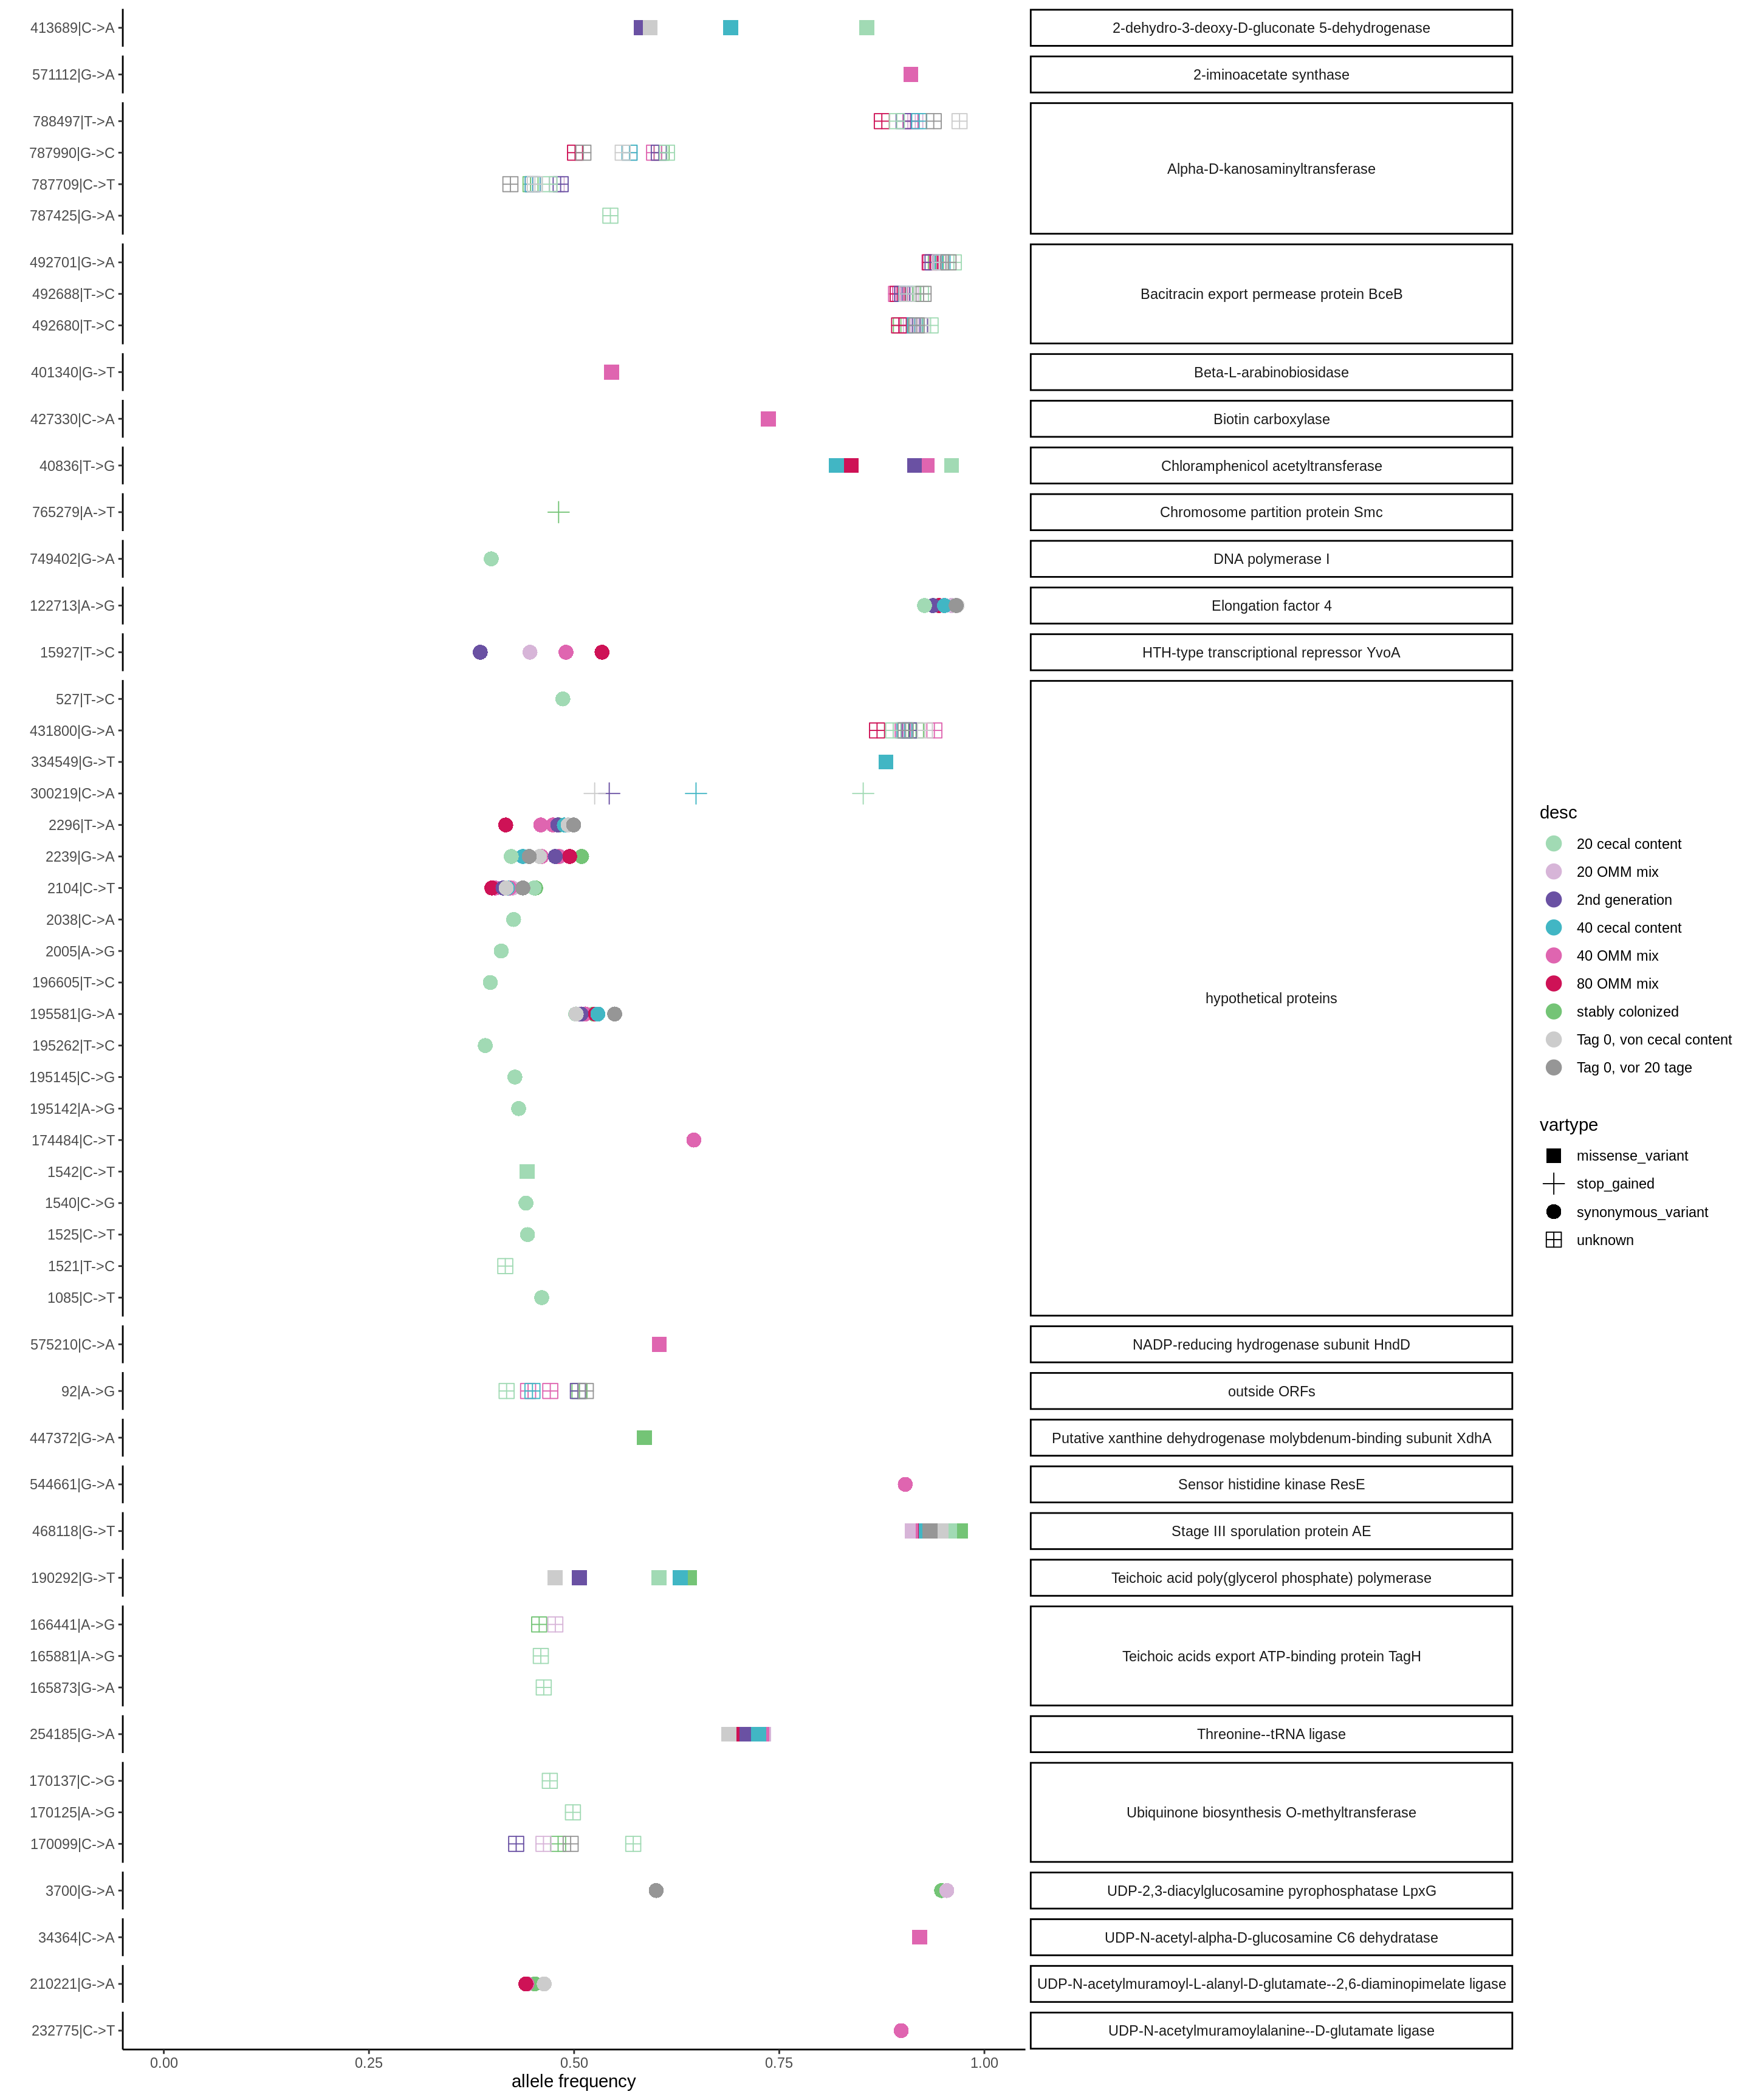 413689|C->A
2-dehydro-3-deoxy-D-gluconate 5-dehydrogenase
571112|G->A
2-iminoacetate synthase
788497|T->A
787990|G->C
787709|C->T
787425|G->A
Alpha-D-kanosaminyltransferase
492701|G->A
492688|T->C
492680|T->C
Bacitracin export permease protein BceB
401340|G->T
Beta-L-arabinobiosidase
427330|C->A
Biotin carboxylase
40836|T->G
Chloramphenicol acetyltransferase
765279|A->T
Chromosome partition protein Smc
749402|G->A
DNA polymerase I
122713|A->G
Elongation factor 4
15927|T->C
HTH-type transcriptional repressor YvoA
527|T->C
431800|G->A
334549|G->T
300219|C->A
2296|T->A
2239|G->A
2104|C->T
2038|C->A
2005|A->G
196605|T->C
195581|G->A
195262|T->C
195145|C->G
195142|A->G
174484|C->T
1542|C->T
1540|C->G
1525|C->T
1521|T->C
1085|C->T
hypothetical proteins
575210|C->A
NADP-reducing hydrogenase subunit HndD
92|A->G
outside ORFs
447372|G->A
Putative xanthine dehydrogenase molybdenum-binding subunit XdhA
544661|G->A
Sensor histidine kinase ResE
468118|G->T
Stage III sporulation protein AE
190292|G->T
Teichoic acid poly(glycerol phosphate) polymerase
166441|A->G
165881|A->G
165873|G->A
Teichoic acids export ATP-binding protein TagH
254185|G->A
Threonine--tRNA ligase
170137|C->G
170125|A->G
170099|C->A
Ubiquinone biosynthesis O-methyltransferase
3700|G->A
UDP-2,3-diacylglucosamine pyrophosphatase LpxG
34364|C->A
UDP-N-acetyl-alpha-D-glucosamine C6 dehydratase
210221|G->A
UDP-N-acetylmuramoyl-L-alanyl-D-glutamate--2,6-diaminopimelate ligase
232775|C->T
UDP-N-acetylmuramoylalanine--D-glutamate ligase
0.00 0.25 0.50 0.75 1.00
allele frequency
desc
20 cecal content
20 OMM mix
2nd generation
40 cecal content
40 OMM mix
80 OMM mix
stably colonized
Tag 0, von cecal content
Tag 0, vor 20 tage
vartype
missense_variant
stop_gained
synonymous_variant
unknown